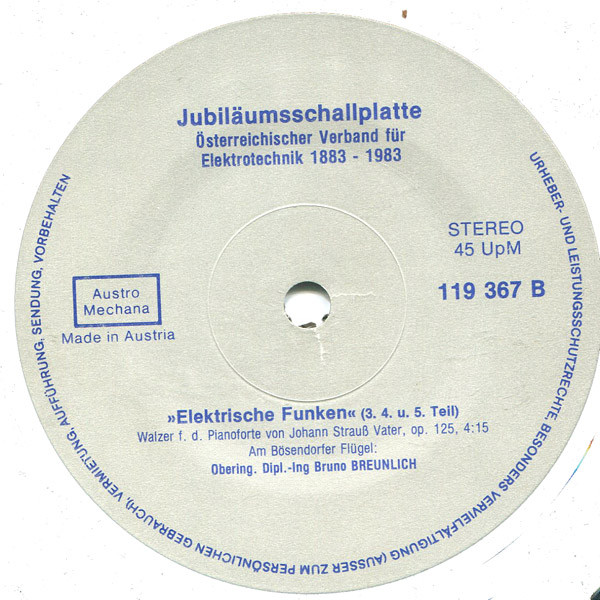 Jubiläumsschallplatte
Österreichischer Verband für
Elektrotechnik 1883 - 1983
STEREO
45 UpM
119 367 B
Austro
Mechana
Made in Austria
»Elektrische Funken« (3. 4. u. 5. Teil)
Walzer f. d. Pianoforte von Johann Strauß Vater, op. 125, 4:15
Am Bösendorfer Flügel:
Obering. Dipl.-Ing Bruno BREUNLICH
URHEBER- UND LEISTUNGSSCHUTZRECHTE, BESONDERS VERVIELFÄLTIGUNG (AUSSER ZUM PERSÖNLICHEN GEBRAUCH), VERMIETUNG, AUFFÜHRUNG, SENDUNG, VORBEHALTEN